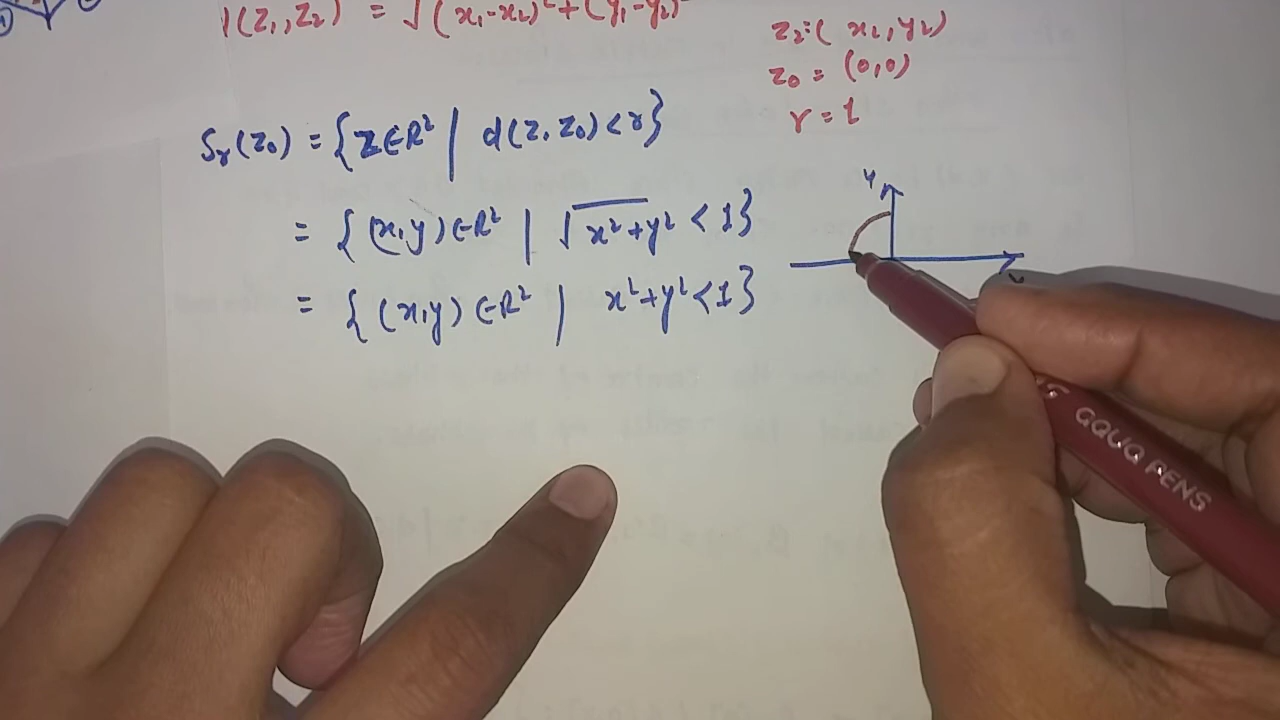 d(Z₁,Z₂) = √(x₁-x₂)²+(y₁-y₂)²
Z₂=( x₂,y₂)
Z₀ = (0,0)
r = 1
Sᵣ(Z₀) = {Z∈R² | d(Z,Z₀)<r}
= {(x,y)∈R² | √x²+y² < 1}
= {(x,y)∈R² | x²+y²<1}
y
x
GQUQ PENS